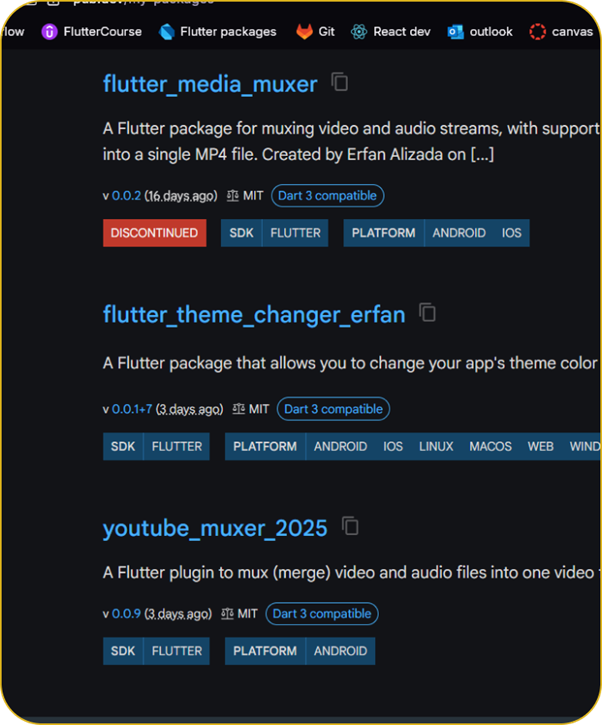 low FlutterCourse Flutter packages Git React dev outlook canvas
flutter_media_muxer
A Flutter package for muxing video and audio streams, with support
into a single MP4 file. Created by Erfan Alizada on [...]
v 0.0.2 (16 days ago) MIT Dart 3 compatible
DISCONTINUED SDK FLUTTER PLATFORM ANDROID IOS
flutter_theme_changer_erfan
A Flutter package that allows you to change your app's theme color
v 0.0.1+7 (3 days ago) MIT Dart 3 compatible
SDK FLUTTER PLATFORM ANDROID IOS LINUX MACOS WEB WIND
youtube_muxer_2025
A Flutter plugin to mux (merge) video and audio files into one video
v 0.0.9 (3 days ago) MIT Dart 3 compatible
SDK FLUTTER PLATFORM ANDROID